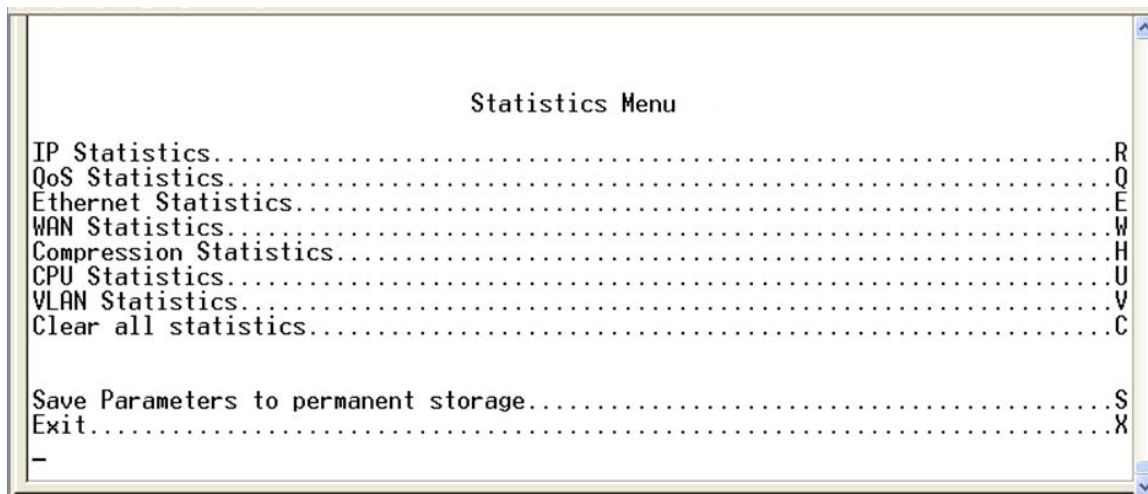 Statistics Menu
IP Statistics.................................................................R
QoS Statistics................................................................Q
Ethernet Statistics...........................................................E
WAN Statistics................................................................W
Compression Statistics........................................................H
CPU Statistics................................................................U
VLAN Statistics...............................................................V
Clear all statistics..........................................................C
Save Parameters to permanent storage..........................................S
Exit..........................................................................X